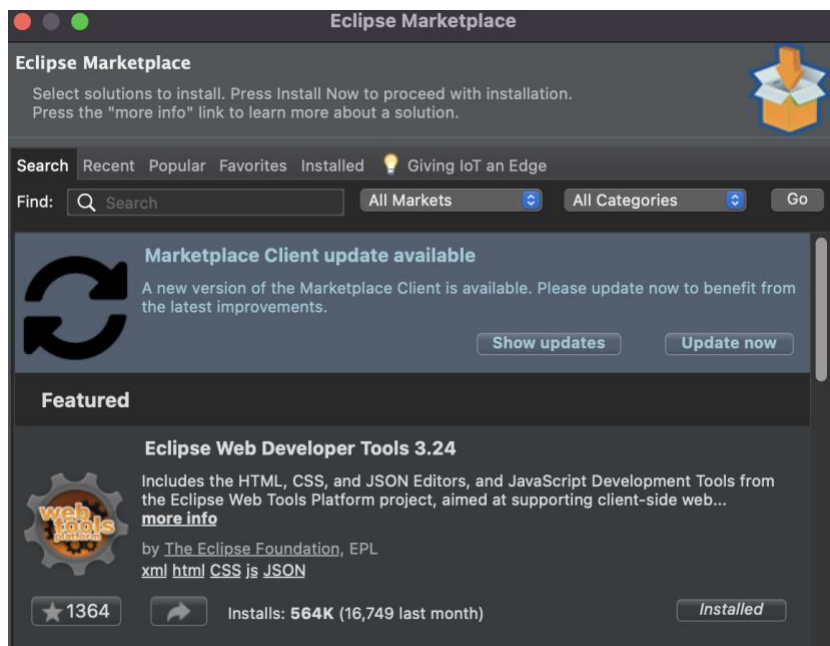 Eclipse Marketplace
Eclipse Marketplace
Select solutions to install. Press Install Now to proceed with installation.
Press the "more info" link to learn more about a solution.
Search Recent Popular Favorites Installed Giving IoT an Edge
Find: Search All Markets All Categories Go
Marketplace Client update available
A new version of the Marketplace Client is available. Please update now to benefit from
the latest improvements.
Show updates Update now
Featured
Eclipse Web Developer Tools 3.24
Includes the HTML, CSS, and JSON Editors, and JavaScript Development Tools from
the Eclipse Web Tools Platform project, aimed at supporting client-side web...
more info
web
tools
platform
by The Eclipse Foundation, EPL
xml html CSS js JSON
1364 Installs: 564K (16,749 last month) Installed